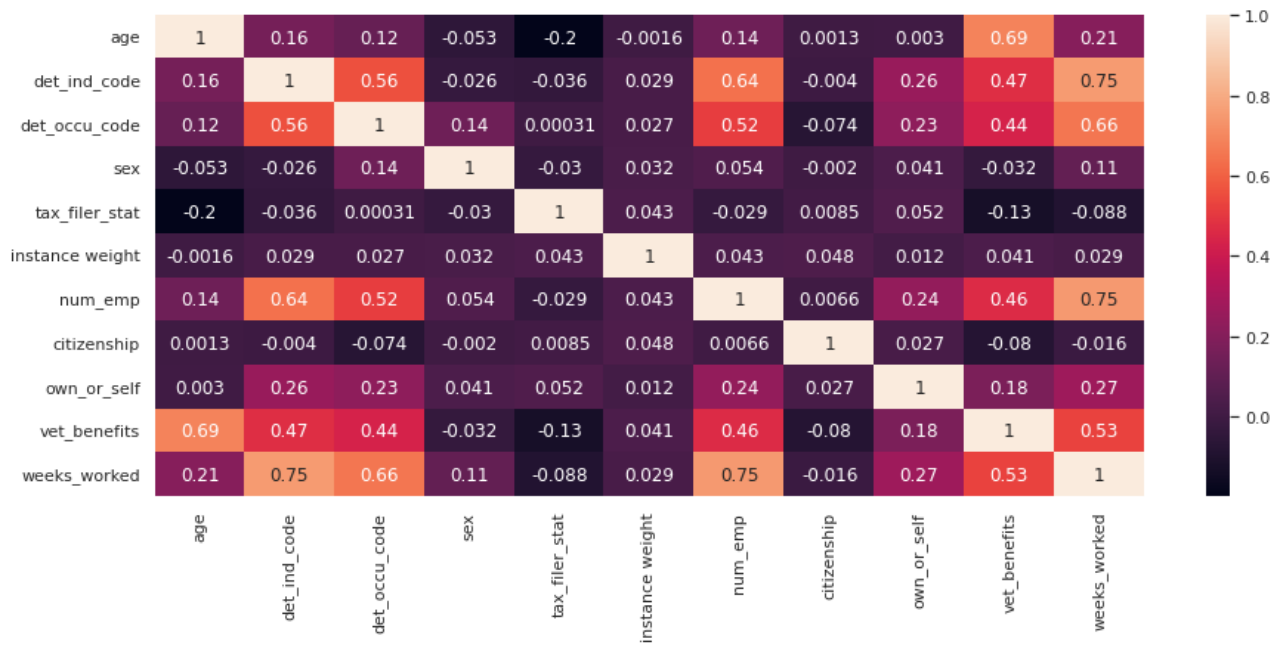 age 1 0.16 0.12 -0.053 -0.2 -0.0016 0.14 0.0013 0.003 0.69 0.21
det_ind_code 0.16 1 0.56 -0.026 -0.036 0.029 0.64 -0.004 0.26 0.47 0.75
det_occu_code 0.12 0.56 1 0.14 0.00031 0.027 0.52 -0.074 0.23 0.44 0.66
sex -0.053 -0.026 0.14 1 -0.03 0.032 0.054 -0.002 0.041 -0.032 0.11
tax_filer_stat -0.2 -0.036 0.00031 -0.03 1 0.043 -0.029 0.0085 0.052 -0.13 -0.088
instance weight -0.0016 0.029 0.027 0.032 0.043 1 0.043 0.048 0.012 0.041 0.029
num_emp 0.14 0.64 0.52 0.054 -0.029 0.043 1 0.0066 0.24 0.46 0.75
citizenship 0.0013 -0.004 -0.074 -0.002 0.0085 0.048 0.0066 1 0.027 -0.08 -0.016
own_or_self 0.003 0.26 0.23 0.041 0.052 0.012 0.24 0.027 1 0.18 0.27
vet_benefits 0.69 0.47 0.44 -0.032 -0.13 0.041 0.46 -0.08 0.18 1 0.53
weeks_worked 0.21 0.75 0.66 0.11 -0.088 0.029 0.75 -0.016 0.27 0.53 1
age
det_ind_code
det_occu_code
sex
tax_filer_stat
instance weight
num_emp
citizenship
own_or_self
vet_benefits
weeks_worked
1.0
0.8
0.6
0.4
0.2
0.0